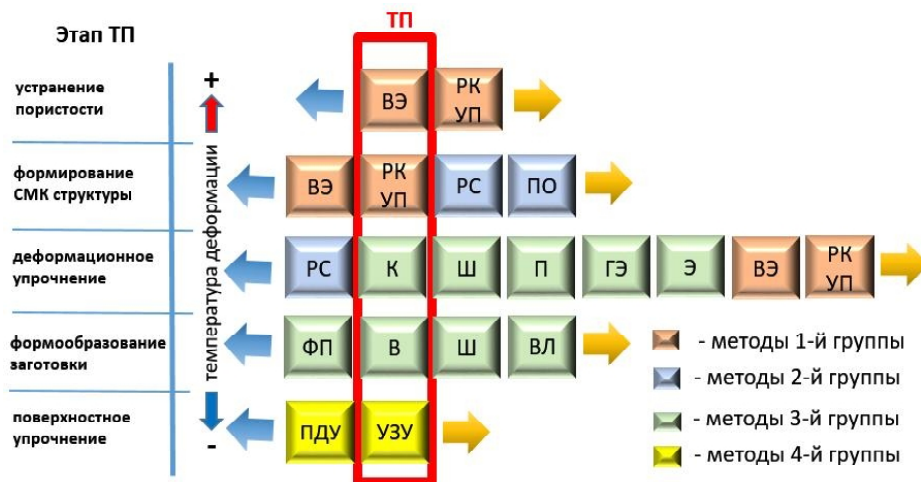 ТП
Этап ТП
устранение
пористости
+
ВЭ
РК
УП
формирование
СМК структуры
температура деформации
ВЭ
РК
УП
РС
ПО
деформационное
упрочнение
РС
К
Ш
П
ГЭ
Э
ВЭ
РК
УП
формообразование
заготовки
ФП
В
Ш
ВЛ
поверхностное
упрочнение
-
ПДУ
УЗУ
- методы 1-й группы
- методы 2-й группы
- методы 3-й группы
- методы 4-й группы